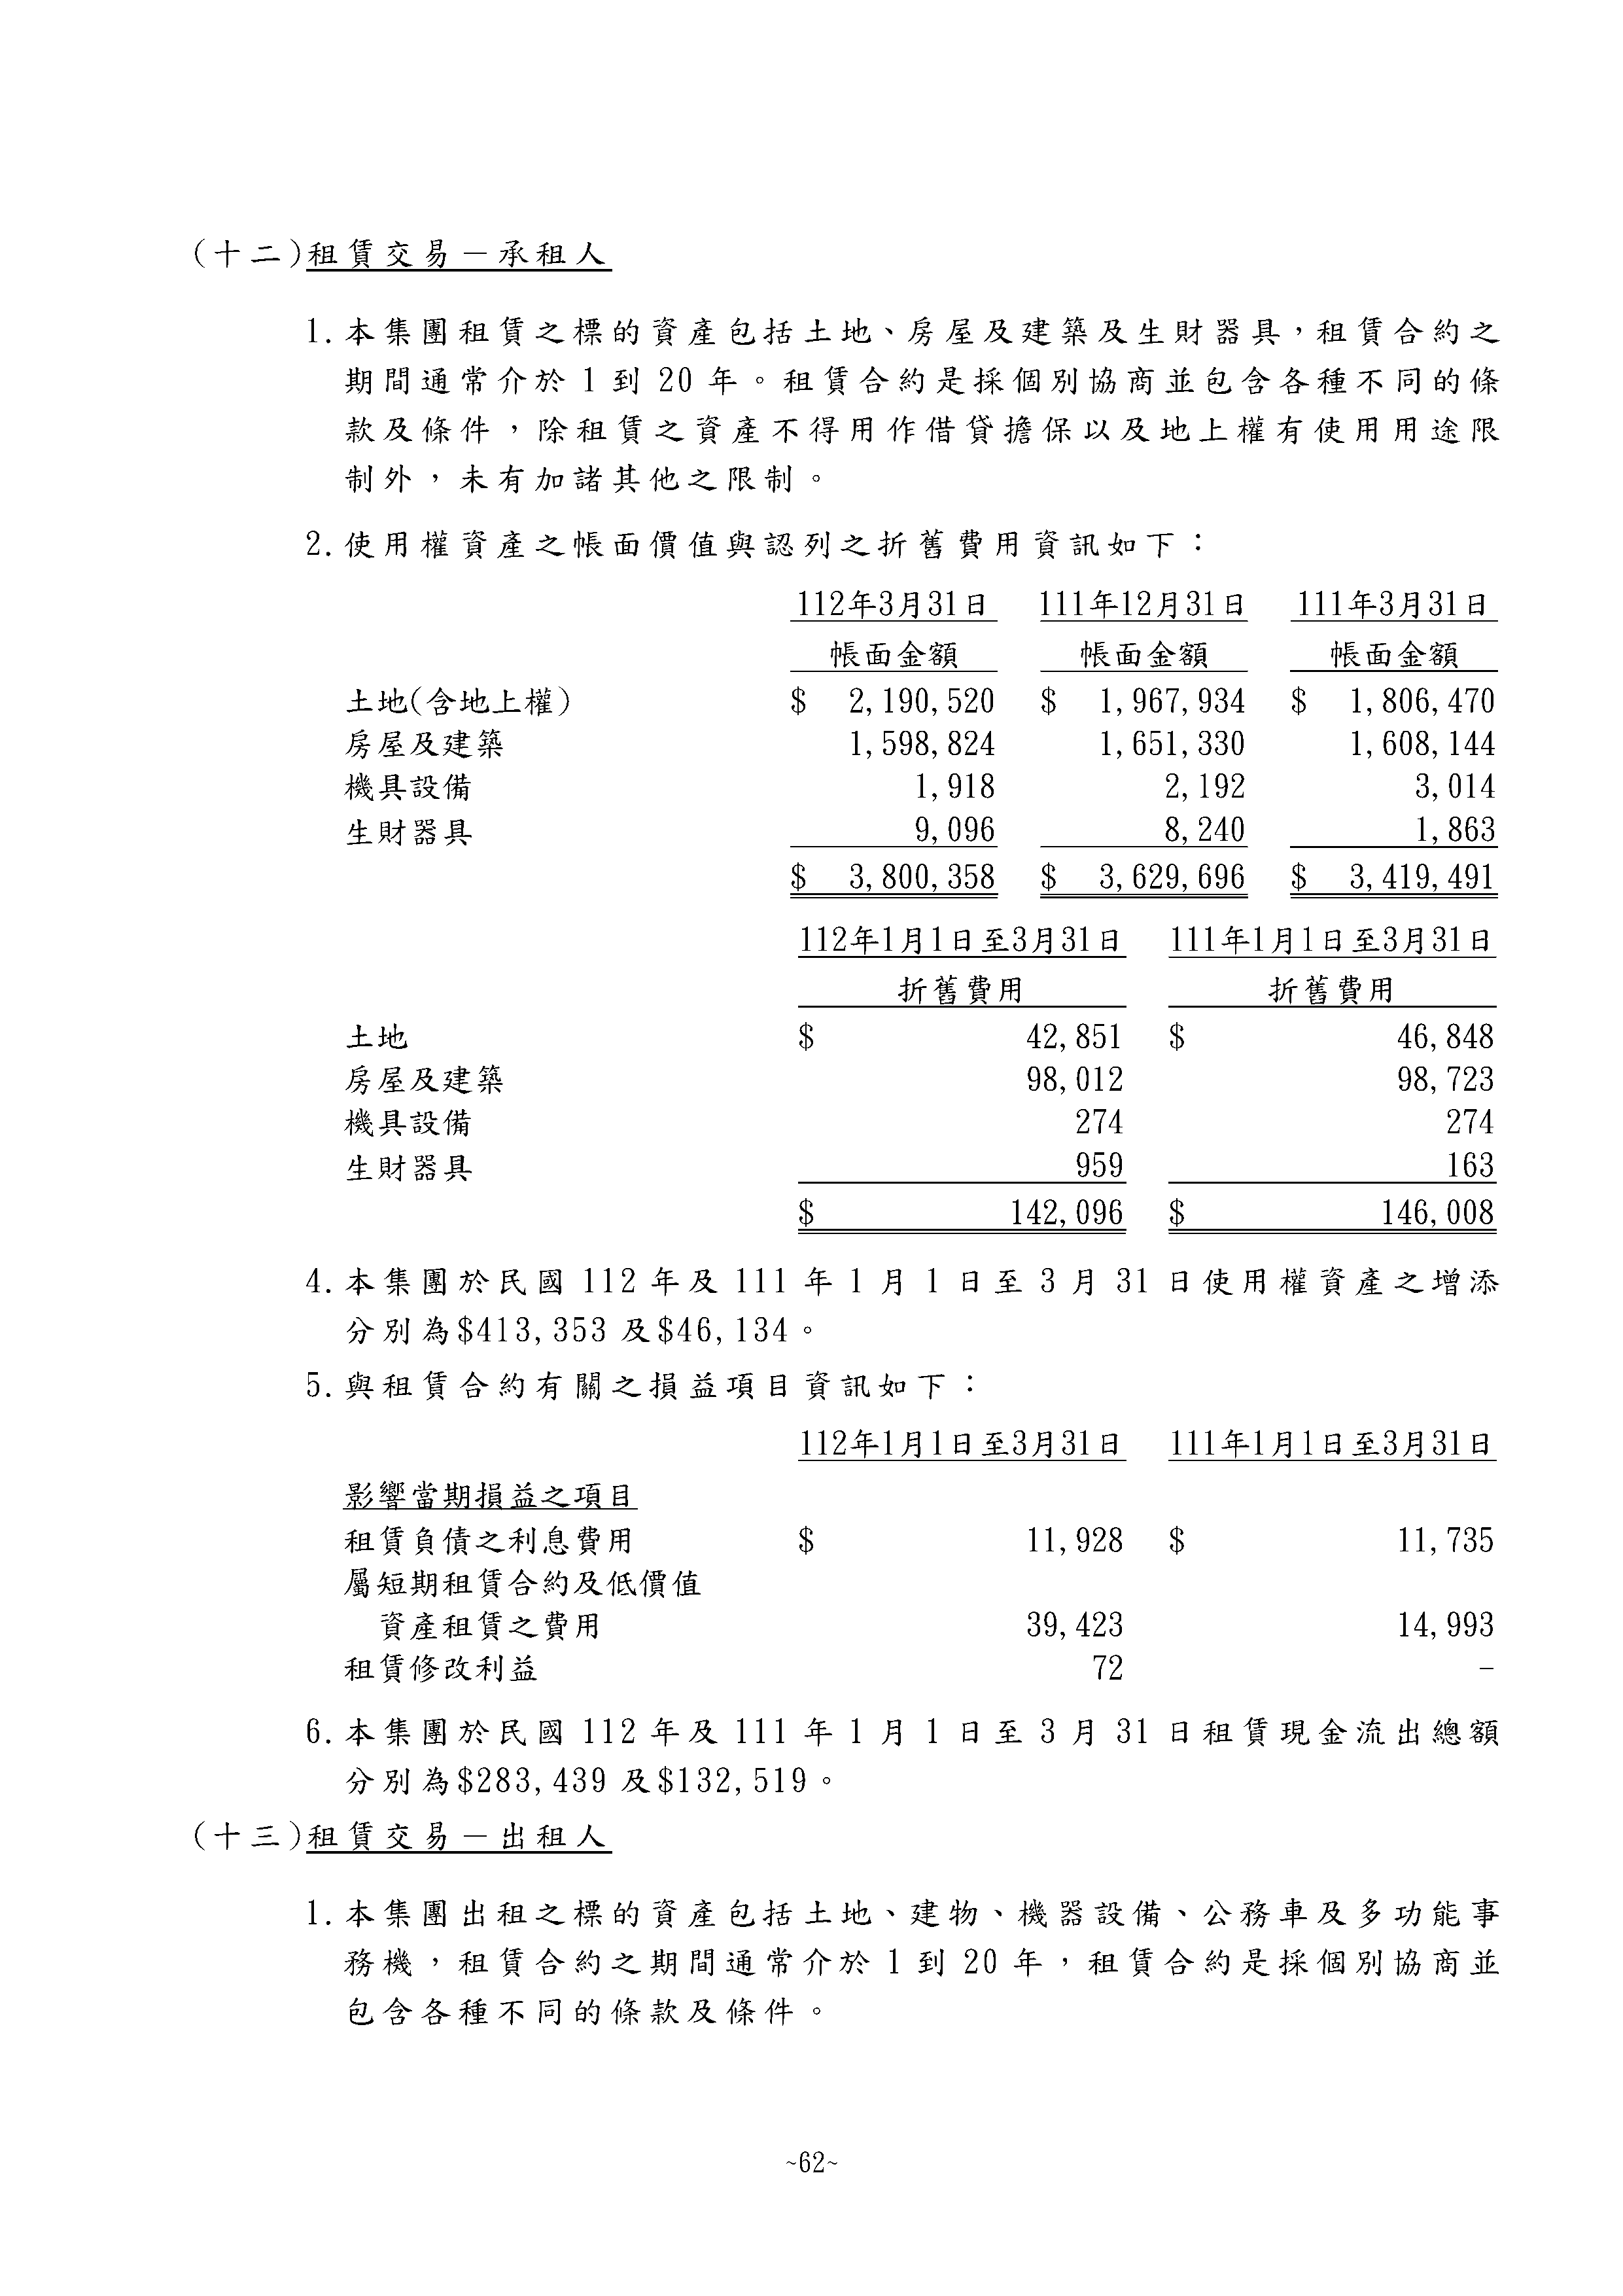 (十二)租賃交易－承租人
1.本集團租賃之標的資產包括土地、房屋及建築及生財器具，租賃合約之
期間通常介於 1 到 20 年。租賃合約是採個別協商並包含各種不同的條
款及條件，除租賃之資產不得用作借貸擔保以及地上權有使用用途限
制外，未有加諸其他之限制。
2.使用權資產之帳面價值與認列之折舊費用資訊如下：
112年3月31日 111年12月31日 111年3月31日
帳面金額 帳面金額 帳面金額
土地(含地上權) $ 2,190,520 $ 1,967,934 $ 1,806,470
房屋及建築 1,598,824 1,651,330 1,608,144
機具設備 1,918 2,192 3,014
生財器具 9,096 8,240 1,863
$ 3,800,358 $ 3,629,696 $ 3,419,491
112年1月1日至3月31日 111年1月1日至3月31日
折舊費用 折舊費用
土地 $ 42,851 $ 46,848
房屋及建築 98,012 98,723
機具設備 274 274
生財器具 959 163
$ 142,096 $ 146,008
4.本集團於民國 112 年及 111 年 1 月 1 日至 3 月 31 日使用權資產之增添
分別為$413,353 及$46,134。
5.與租賃合約有關之損益項目資訊如下：
112年1月1日至3月31日 111年1月1日至3月31日
影響當期損益之項目
租賃負債之利息費用 $ 11,928 $ 11,735
屬短期租賃合約及低價值
資產租賃之費用 39,423 14,993
租賃修改利益 72 -
6.本集團於民國 112 年及 111 年 1 月 1 日至 3 月 31 日租賃現金流出總額
分別為$283,439 及$132,519。
(十三)租賃交易－出租人
1.本集團出租之標的資產包括土地、建物、機器設備、公務車及多功能事
務機，租賃合約之期間通常介於 1 到 20 年，租賃合約是採個別協商並
包含各種不同的條款及條件。
~62~